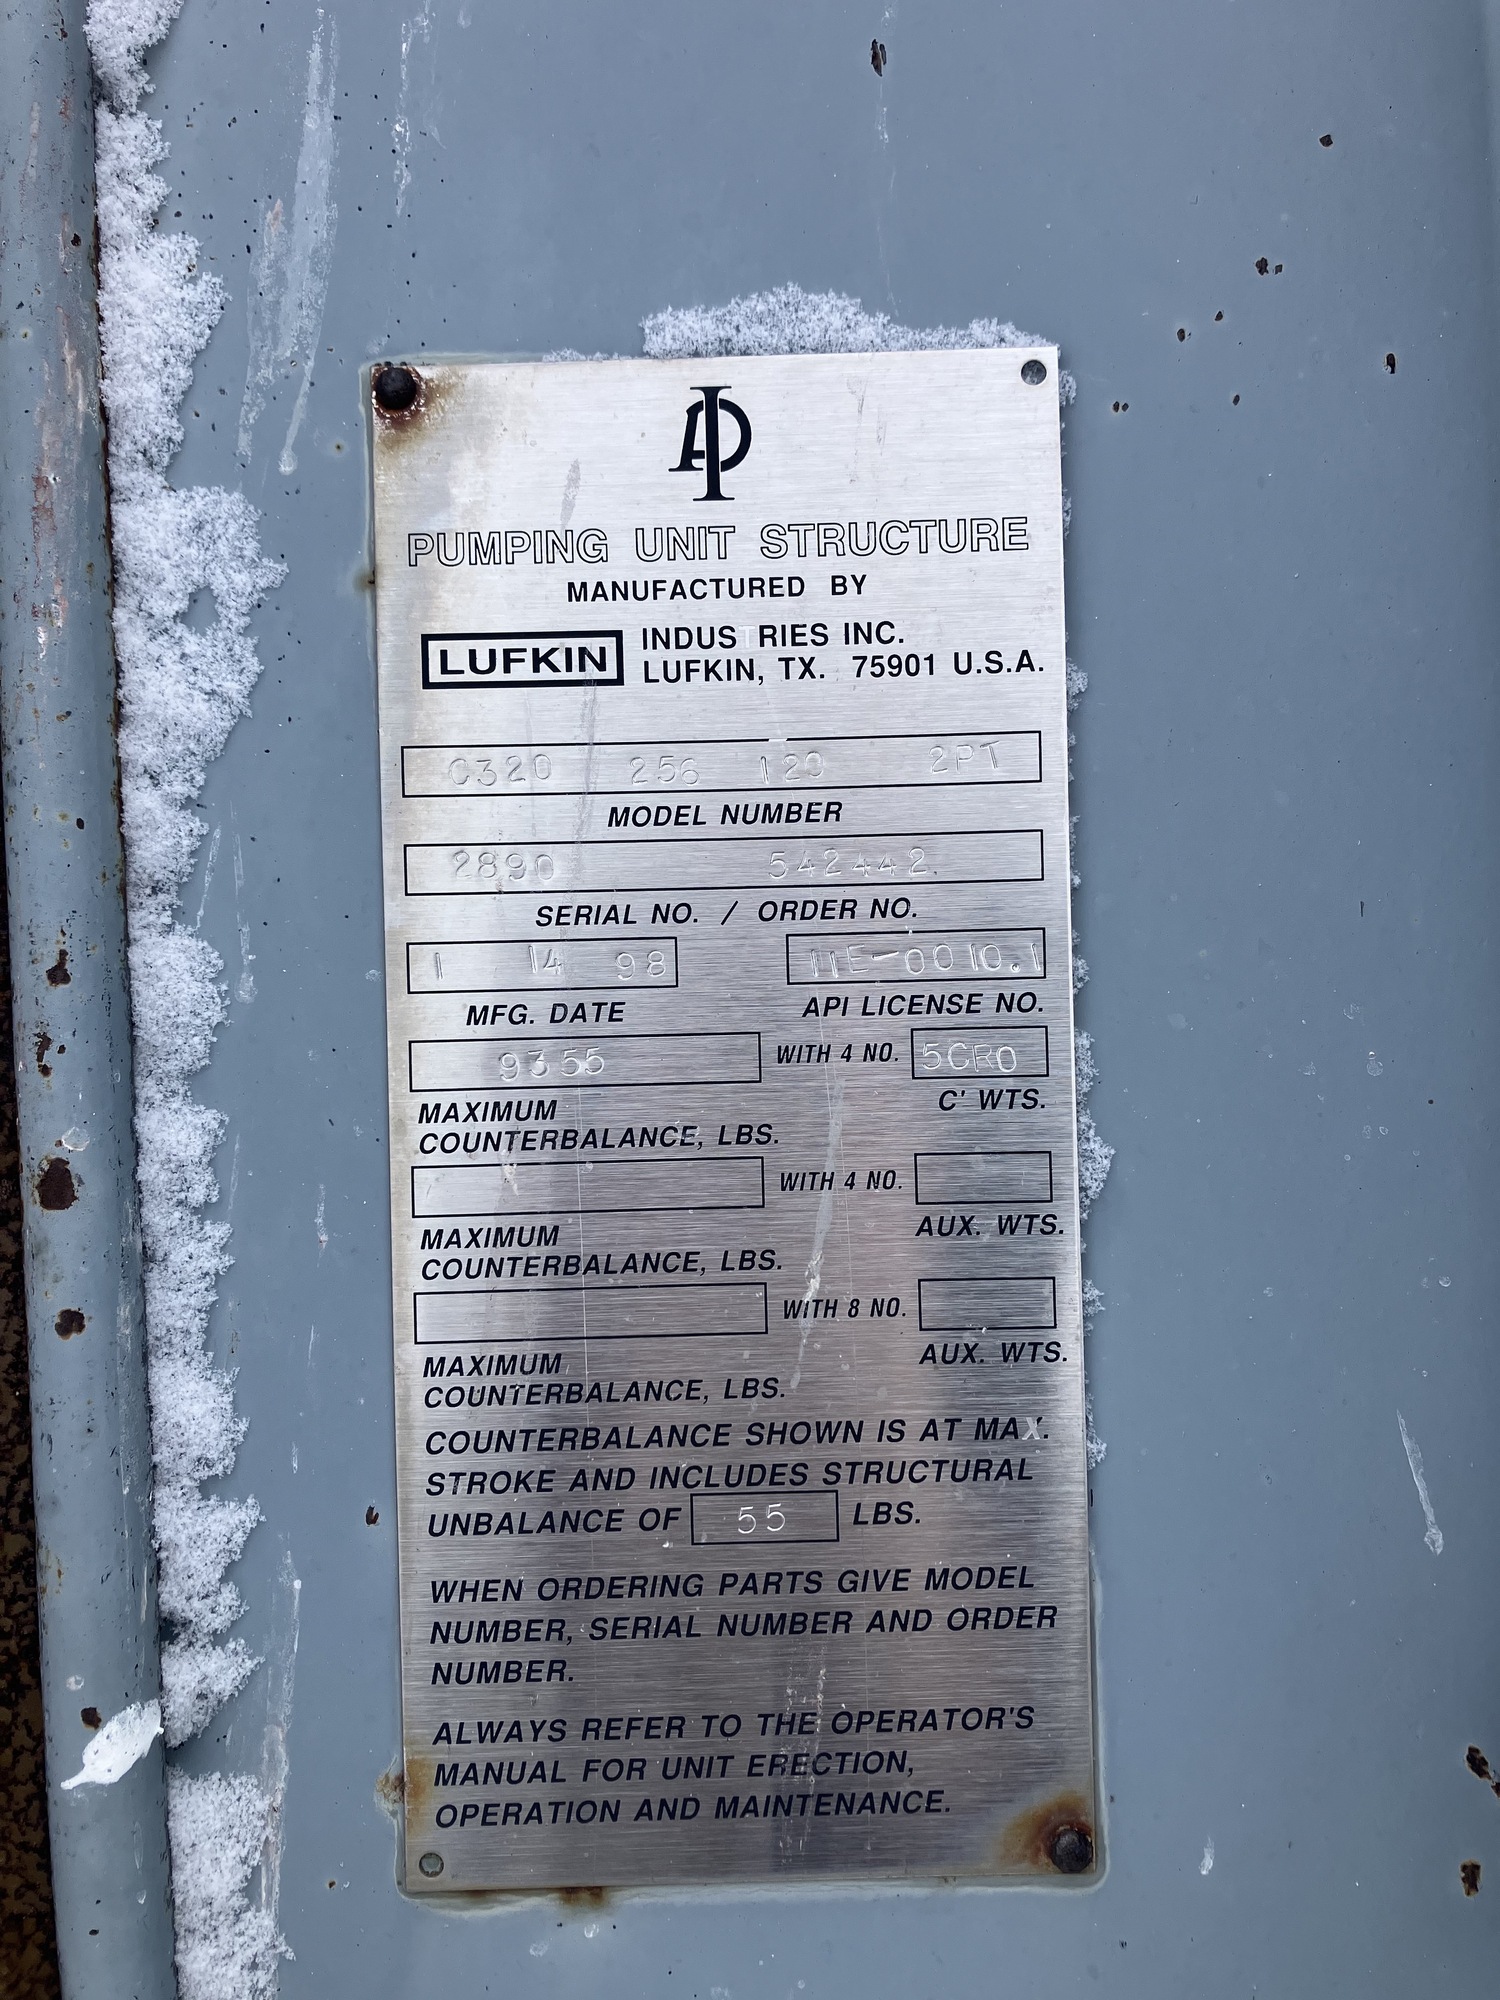 API
PUMPING UNIT STRUCTURE
MANUFACTURED BY
LUFKIN INDUSTRIES INC.
LUFKIN, TX. 75901 U.S.A.
C320 256 120 2PT
MODEL NUMBER
2890 542442
SERIAL NO. / ORDER NO.
1 14 98 11E-0010.1
MFG. DATE API LICENSE NO.
9355 WITH 4 NO. 5CRO
MAXIMUM C' WTS.
COUNTERBALANCE, LBS.
WITH 4 NO.
MAXIMUM AUX. WTS.
COUNTERBALANCE, LBS.
WITH 8 NO.
MAXIMUM AUX. WTS.
COUNTERBALANCE, LBS.
COUNTERBALANCE SHOWN IS AT MAX.
STROKE AND INCLUDES STRUCTURAL
UNBALANCE OF 55 LBS.
WHEN ORDERING PARTS GIVE MODEL
NUMBER, SERIAL NUMBER AND ORDER
NUMBER.
ALWAYS REFER TO THE OPERATOR'S
MANUAL FOR UNIT ERECTION,
OPERATION AND MAINTENANCE.